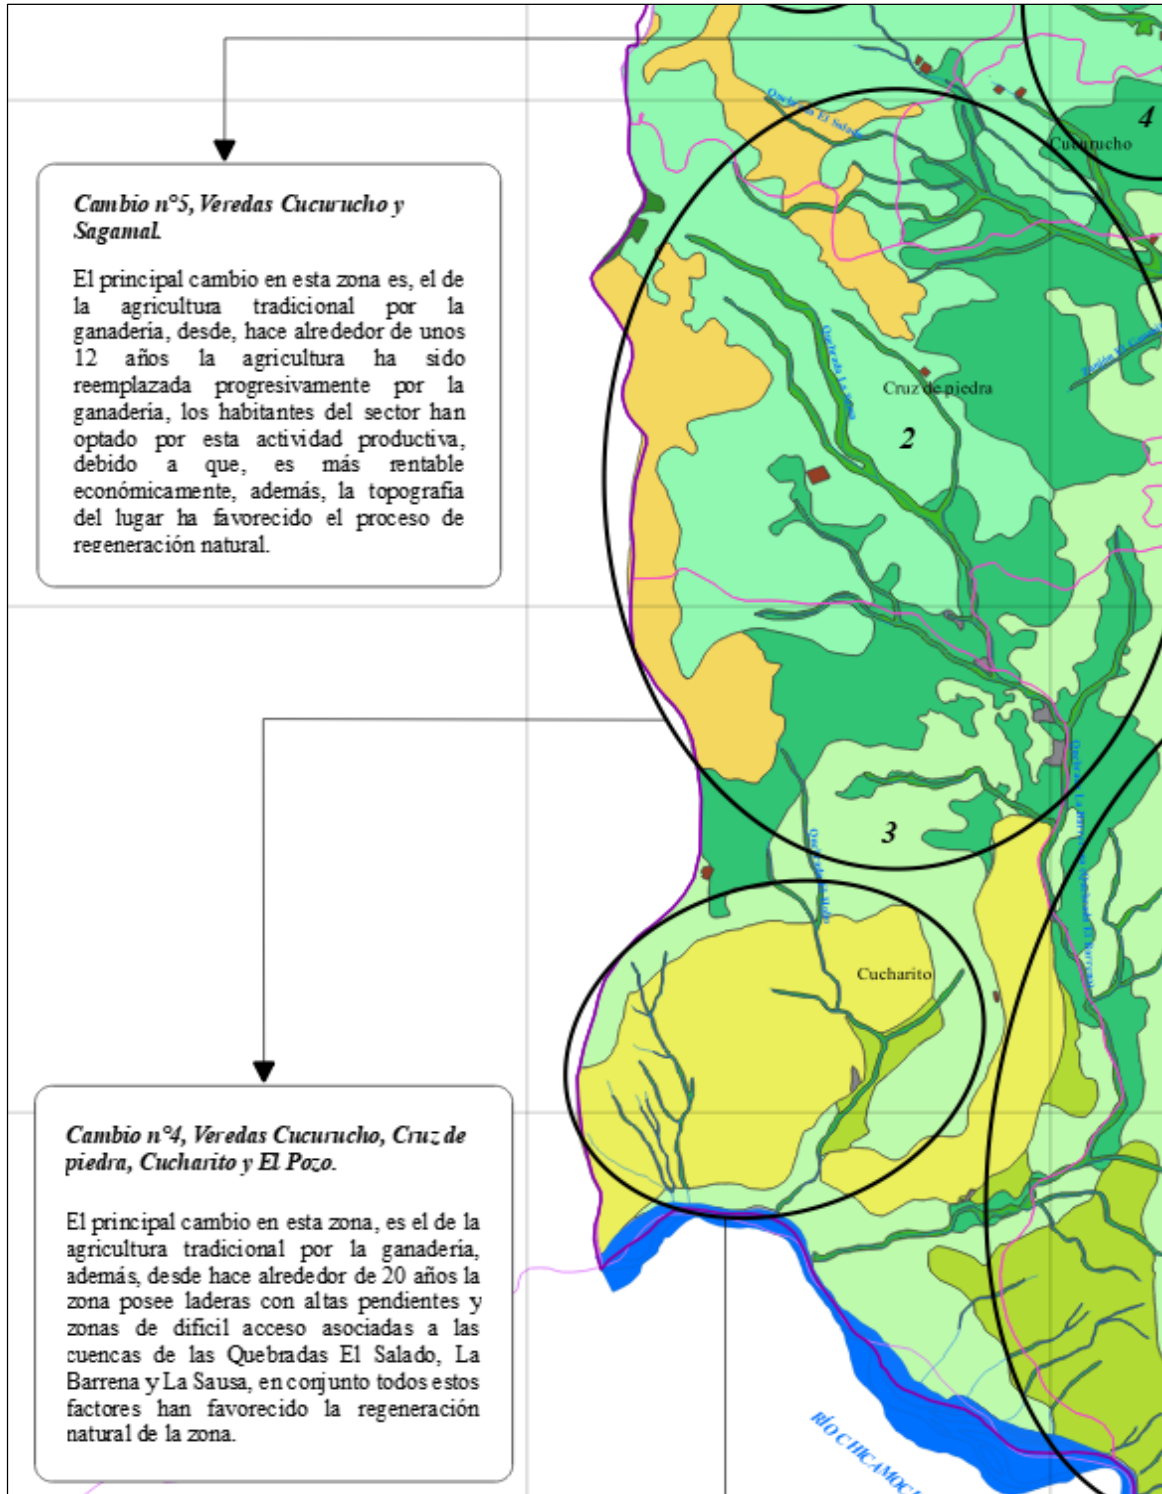 Cambio n°5, Veredas Cucurucho y
Sagamal.
El principal cambio en esta zona es, el de
la agricultura tradicional por la
ganadería, desde, hace alrededor de unos
12 años la agricultura ha sido
reemplazada progresivamente por la
ganadería, los habitantes del sector han
optado por esta actividad productiva,
debido a que, es más rentable
económicamente, además, la topografía
del lugar ha favorecido el proceso de
regeneración natural.
Quebrada El Salado
4
Cucurucho
Quebrada La Sausa
Cruz de piedra
2
3
Cucharito
Cambio n°4, Veredas Cucurucho, Cruz de
piedra, Cucharito y El Pozo.
El principal cambio en esta zona, es el de la
agricultura tradicional por la ganadería,
además, desde hace alrededor de 20 años la
zona posee laderas con altas pendientes y
zonas de difícil acceso asociadas a las
cuencas de las Quebradas El Salado, La
Barrena y La Sausa, en conjunto todos estos
factores han favorecido la regeneración
natural de la zona.
RÍO CHICAMOC